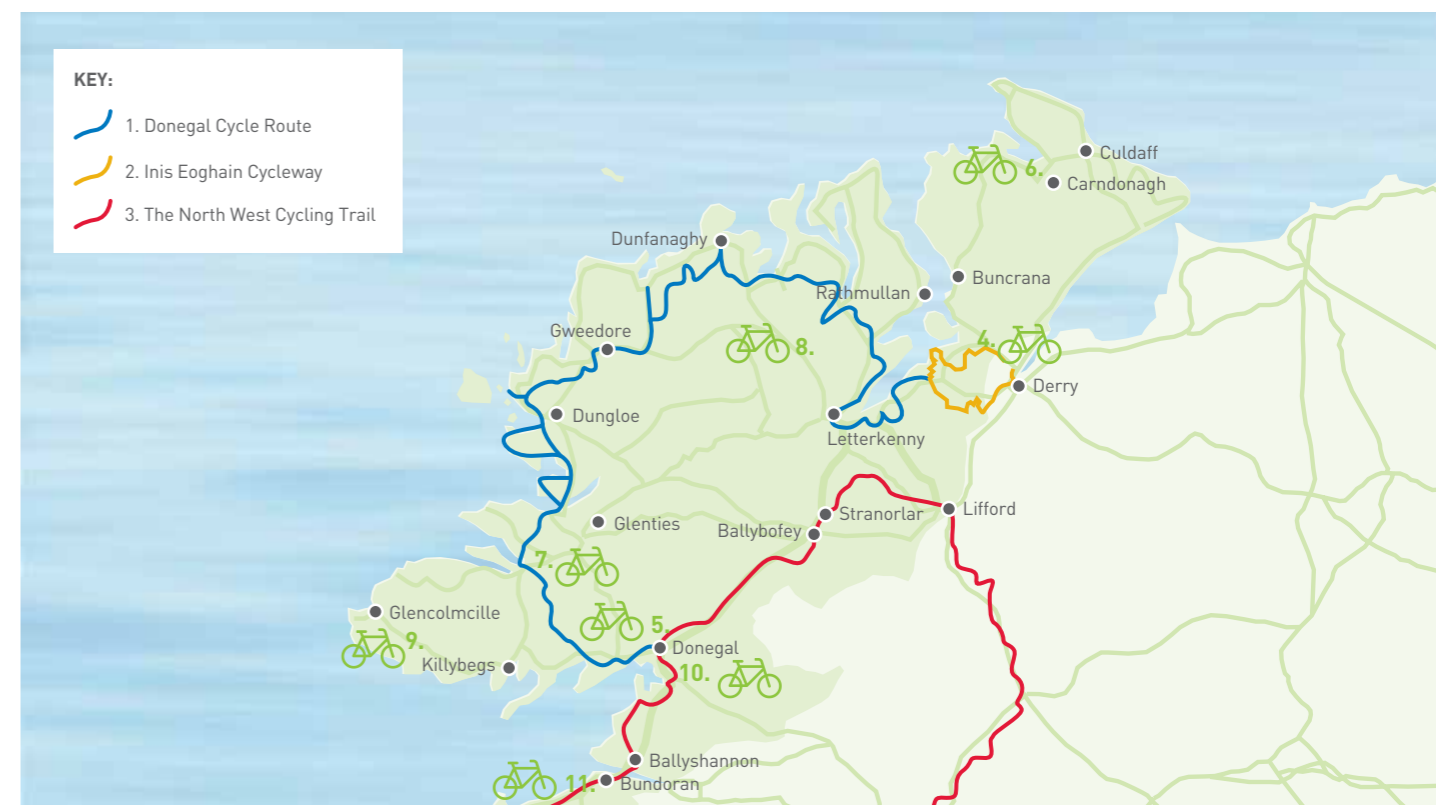 KEY:
1. Donegal Cycle Route
2. Inis Eoghain Cycleway
3. The North West Cycling Trail
Culdaff
6.
Carndonagh
Dunfanaghy
Buncrana
Rathmullan
Gweedore
4.
8.
Derry
Dungloe
Letterkenny
Stranorlar
Lifford
Glenties
Ballybofey
7.
Glencolmcille
5.
9.
Donegal
Killybegs
10.
Ballyshannon
11.
Bundoran